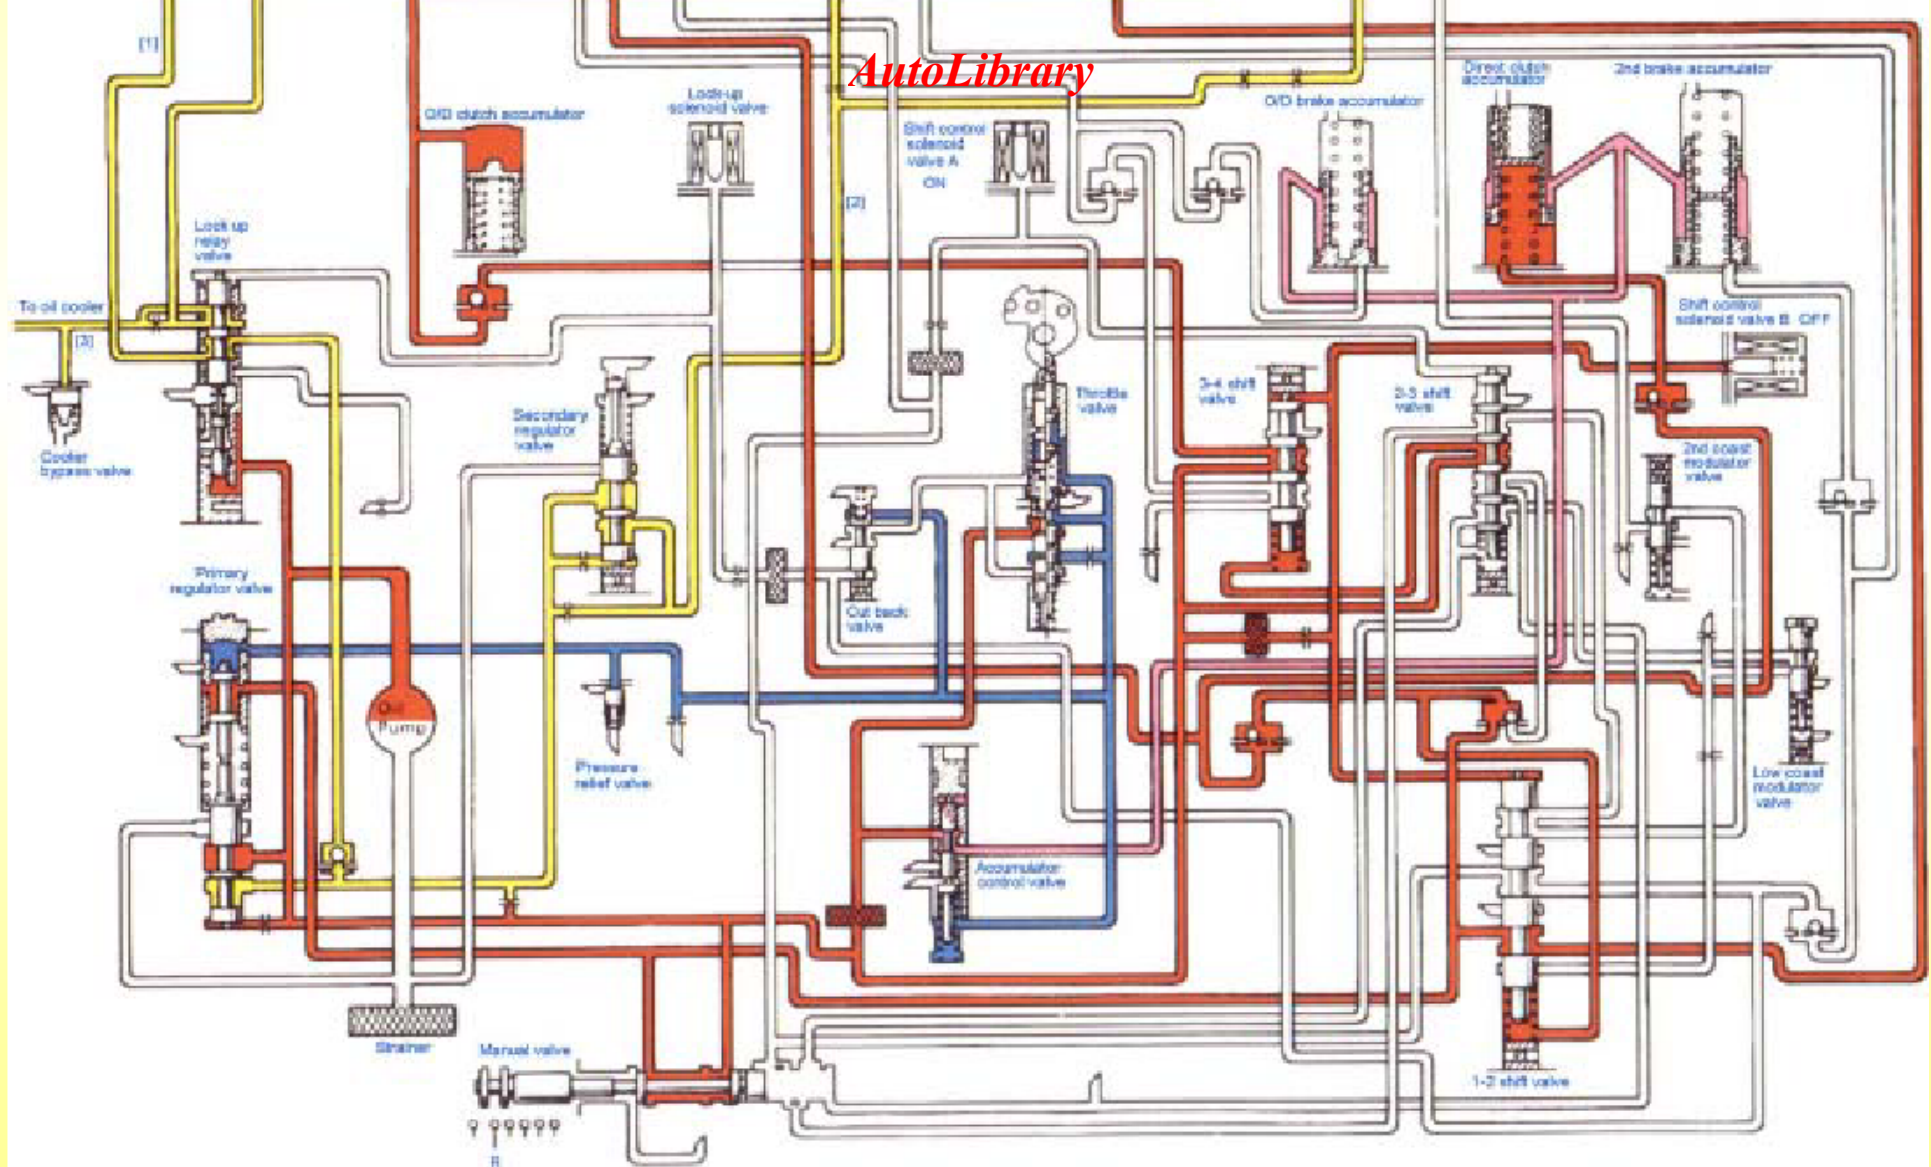 [1]
AutoLibrary
Direct clutch
accumulator
2nd brake accumulator
Lock-up
solenoid valve
O/D clutch accumulator
O/D brake accumulator
Shift control
solenoid
valve A
ON
[2]
Lock up
relay
valve
To oil cooler
[3]
Shift control
solenoid valve B OFF
Throttle
valve
3-4 shift
valve
2-3 shift
valve
Secondary
regulator
valve
Cooler
bypass valve
2nd coast
modulator
valve
Primary
regulator valve
Cut back
valve
Oil
Pump
Pressure
relief valve
Low coast
modulator
valve
Accumulator
control valve
Strainer
Manual valve
1-2 shift valve
R